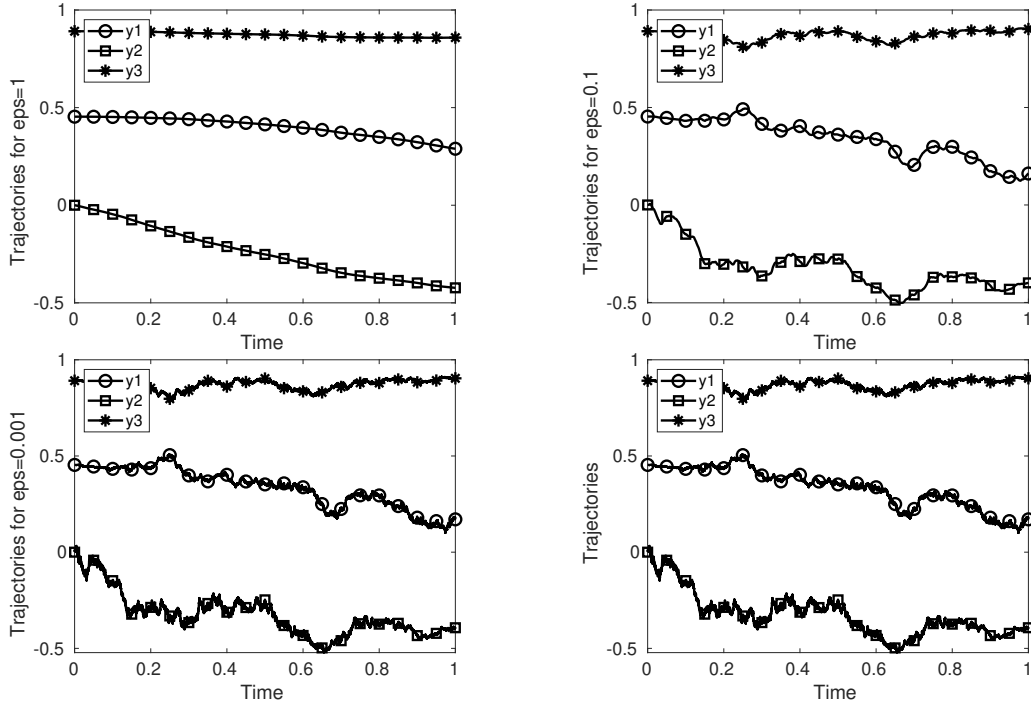 Trajectories for eps=1
1
0.5
0
-0.5
y1
y2
y3
0 0.2 0.4 0.6 0.8 1
Time
Trajectories for eps=0.1
1
0.5
0
-0.5
y1
y2
y3
0 0.2 0.4 0.6 0.8 1
Time
Trajectories for eps=0.001
1
0.5
0
-0.5
y1
y2
y3
0 0.2 0.4 0.6 0.8 1
Time
Trajectories
1
0.5
0
-0.5
y1
y2
y3
0 0.2 0.4 0.6 0.8 1
Time